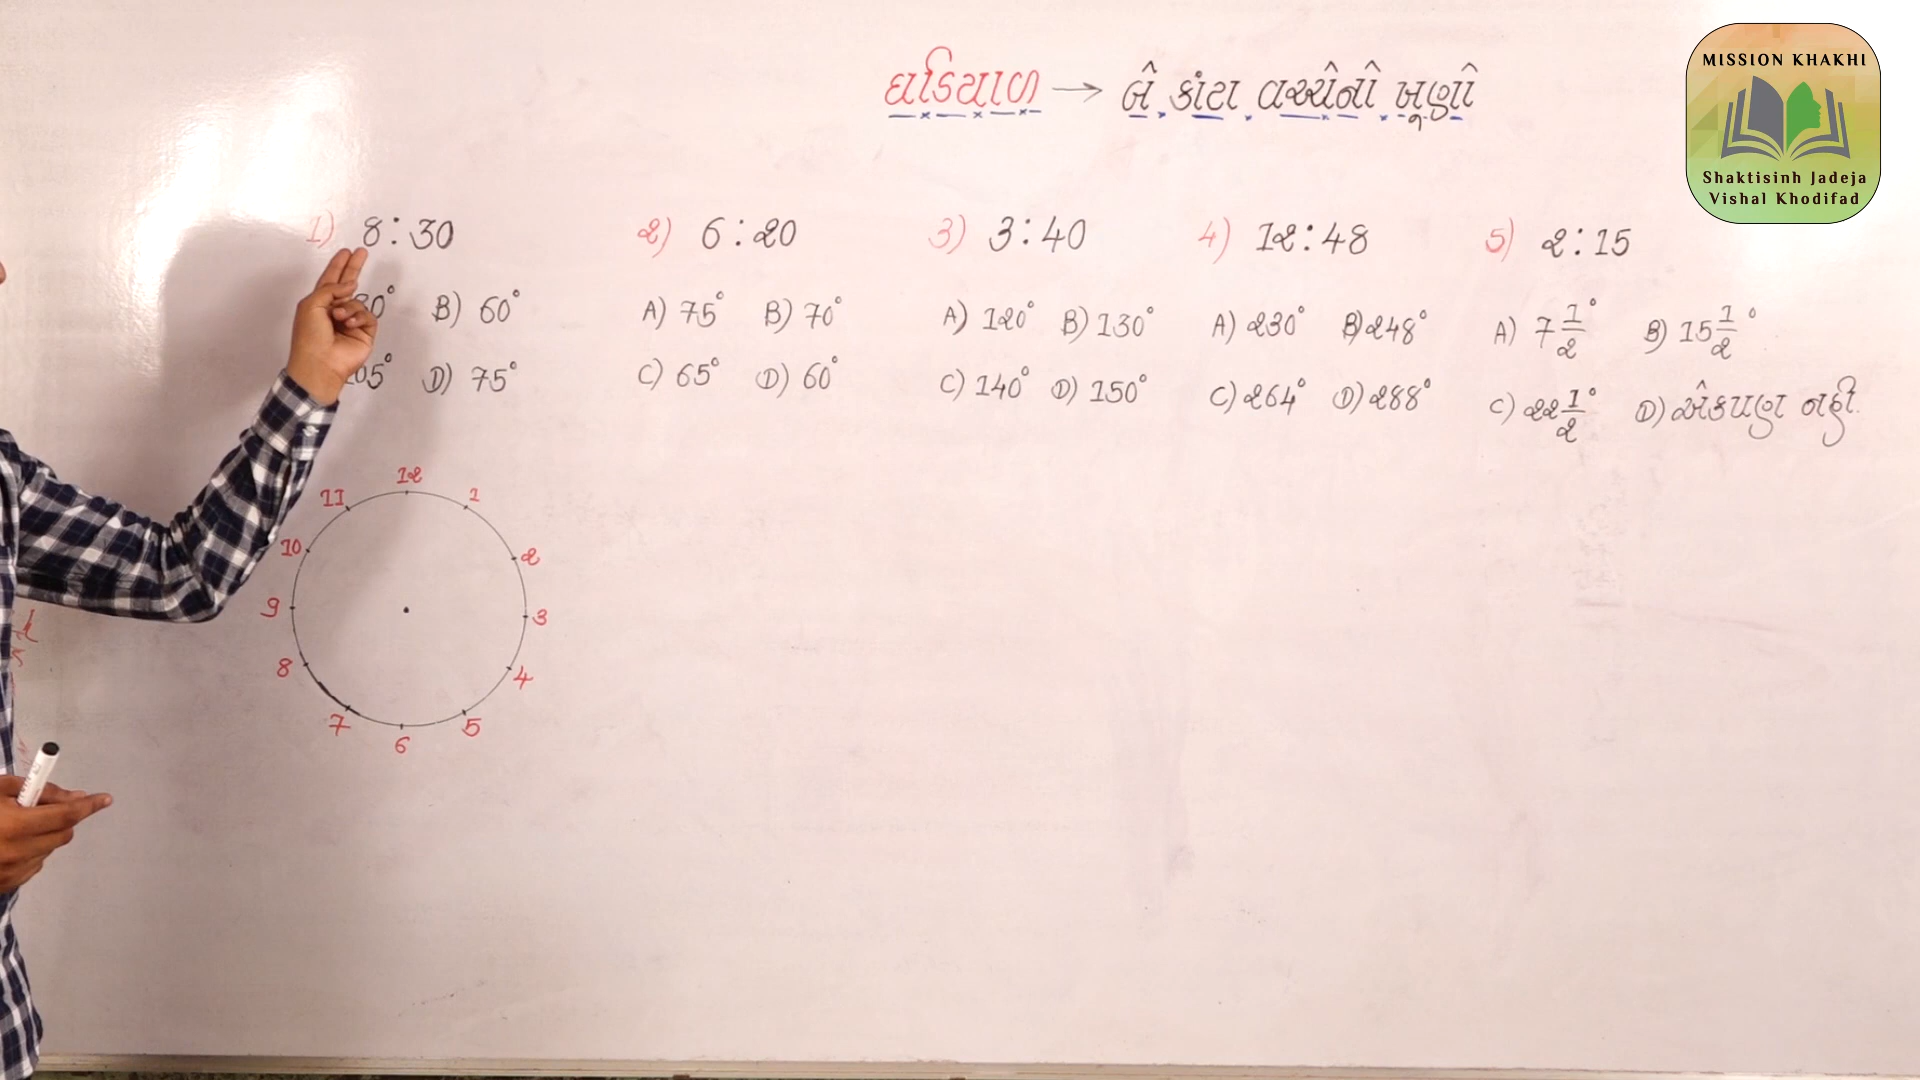 ઘડિયાળ → બે કાંટા વચ્ચેનો ખૂણો
MISSION KHAKHI
Shaktisinh Jadeja
Vishal Khodifad
1) 8:30
B) 60°
D) 75°
2) 6:20
A) 75° B) 70°
C) 65° D) 60°
3) 3:40
A) 120° B) 130°
C) 140° D) 150°
4) 12:48
A) 230° B) 248°
C) 264° D) 288°
5) 2:15
A) 7 1/2° B) 15 1/2°
C) 22 1/2° D) એકપણ નહી.
12
11 1
10 2
9 3
8 4
7 5
6